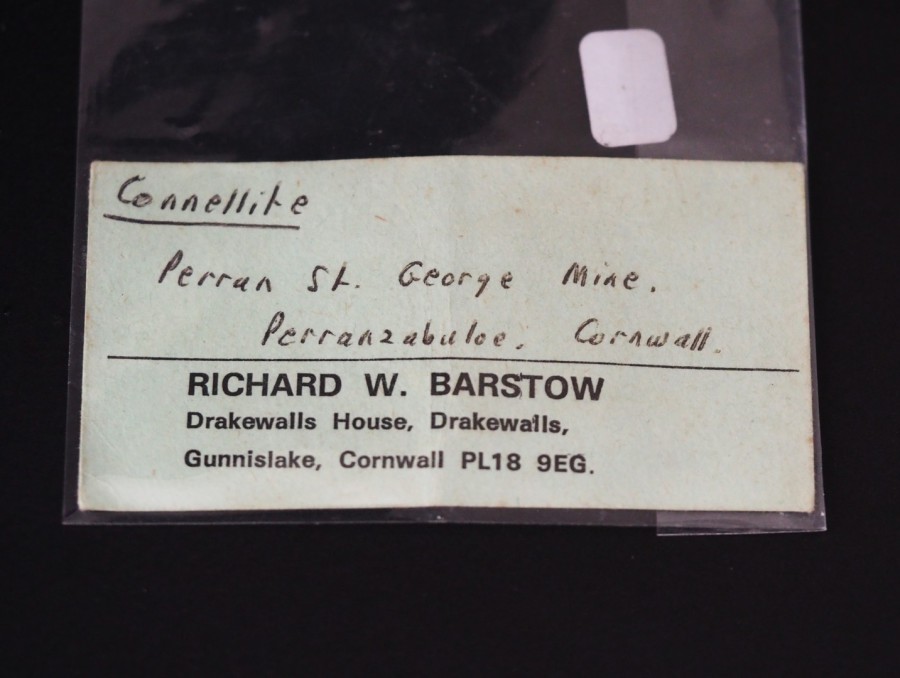 Connellite
Perran St. George Mine.
Perranzabuloe. Cornwall.
RICHARD W. BARSTOW
Drakewalls House, Drakewalls,
Gunnislake, Cornwall PL18 9EG.